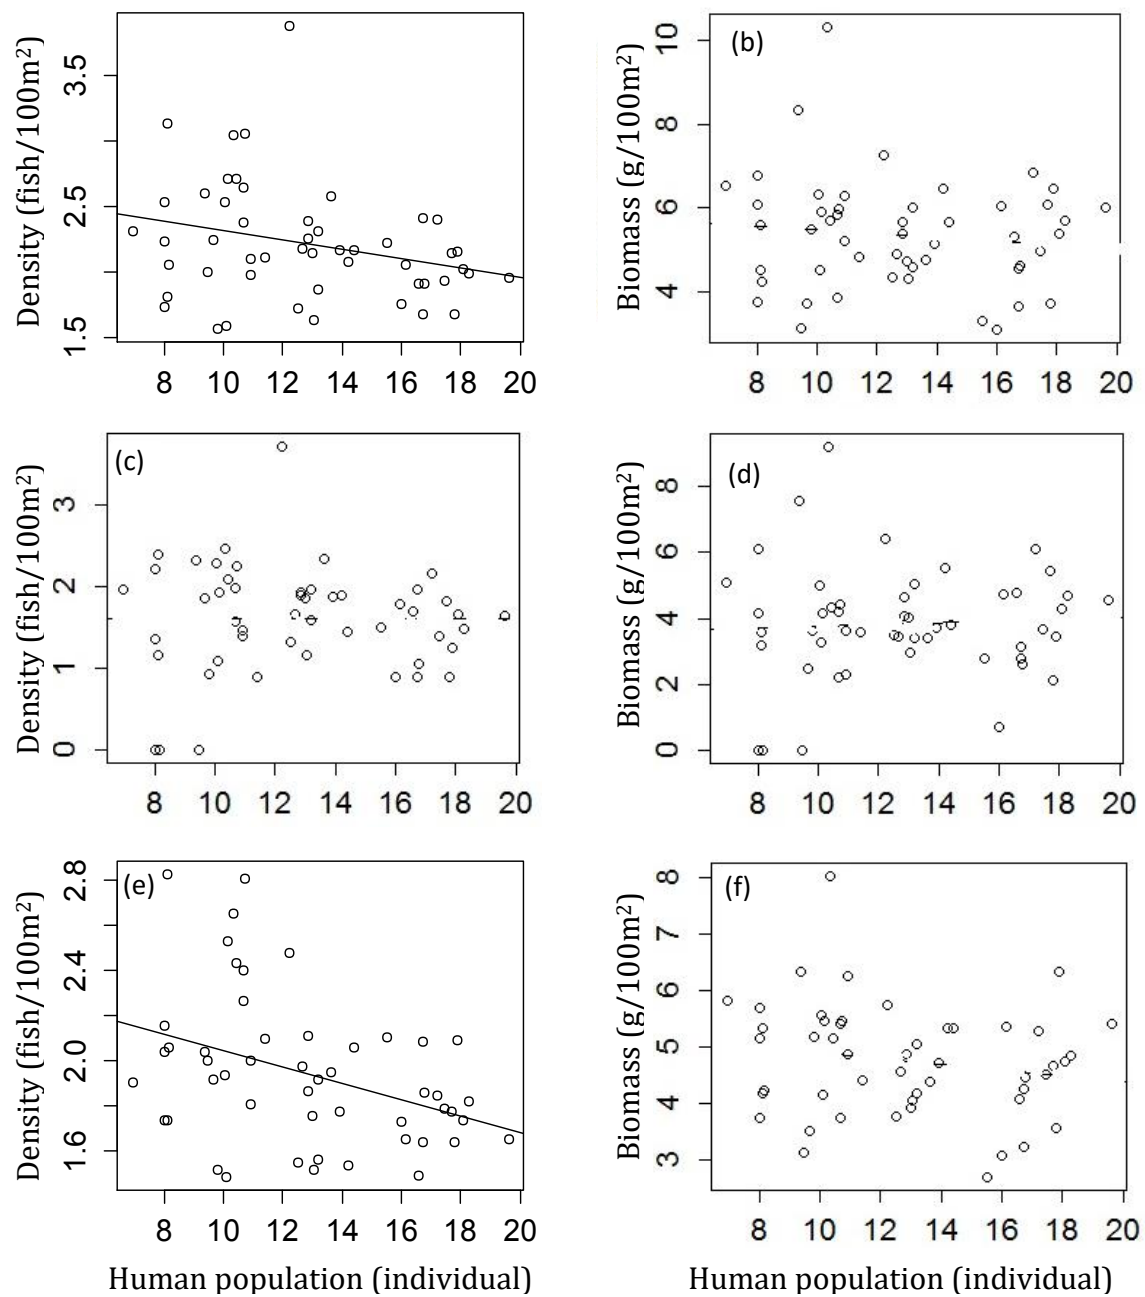 Density (fish/100m²)
3.5
2.5
1.5
8 10 12 14 16 18 20
(b)
Biomass (g/100m²)
10
8
6
4
8 10 12 14 16 18 20
(c)
Density (fish/100m²)
3
2
1
0
8 10 12 14 16 18 20
(d)
Biomass (g/100m²)
8
6
4
2
0
8 10 12 14 16 18 20
(e)
Density (fish/100m²)
2.8
2.4
2.0
1.6
8 10 12 14 16 18 20
Human population (individual)
(f)
Biomass (g/100m²)
8
7
6
5
4
3
8 10 12 14 16 18 20
Human population (individual)